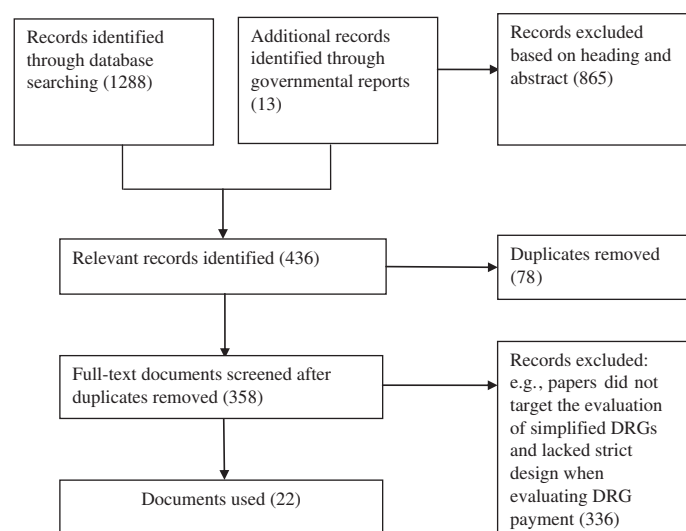 Records identified
through database
searching (1288)
Additional records
identified through
governmental reports
(13)
Records excluded
based on heading and
abstract (865)
Relevant records identified (436)
Duplicates removed
(78)
Full-text documents screened after
duplicates removed (358)
Records excluded:
e.g., papers did not
target the evaluation
of simplified DRGs
and lacked strict
design when
evaluating DRG
payment (336)
Documents used (22)